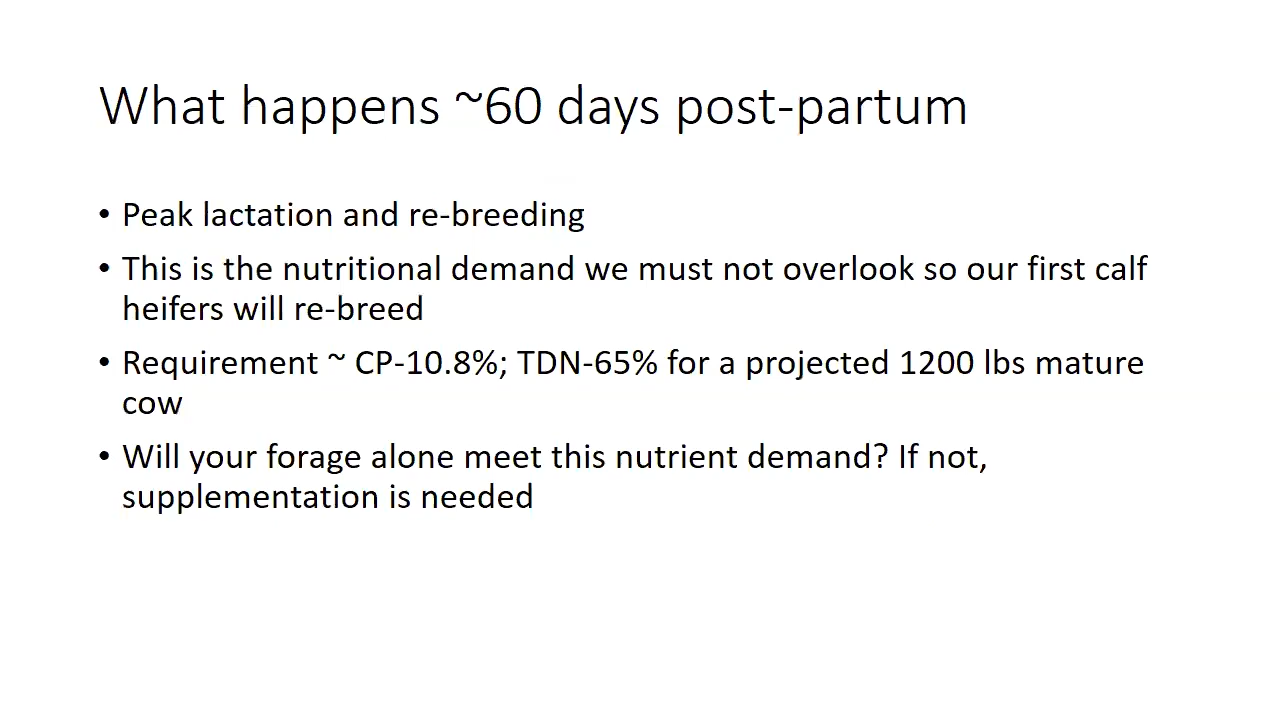 What happens ~60 days post-partum
• Peak lactation and re-breeding
• This is the nutritional demand we must not overlook so our first calf
heifers will re-breed
• Requirement ~ CP-10.8%; TDN-65% for a projected 1200 lbs mature
cow
• Will your forage alone meet this nutrient demand? If not,
supplementation is needed